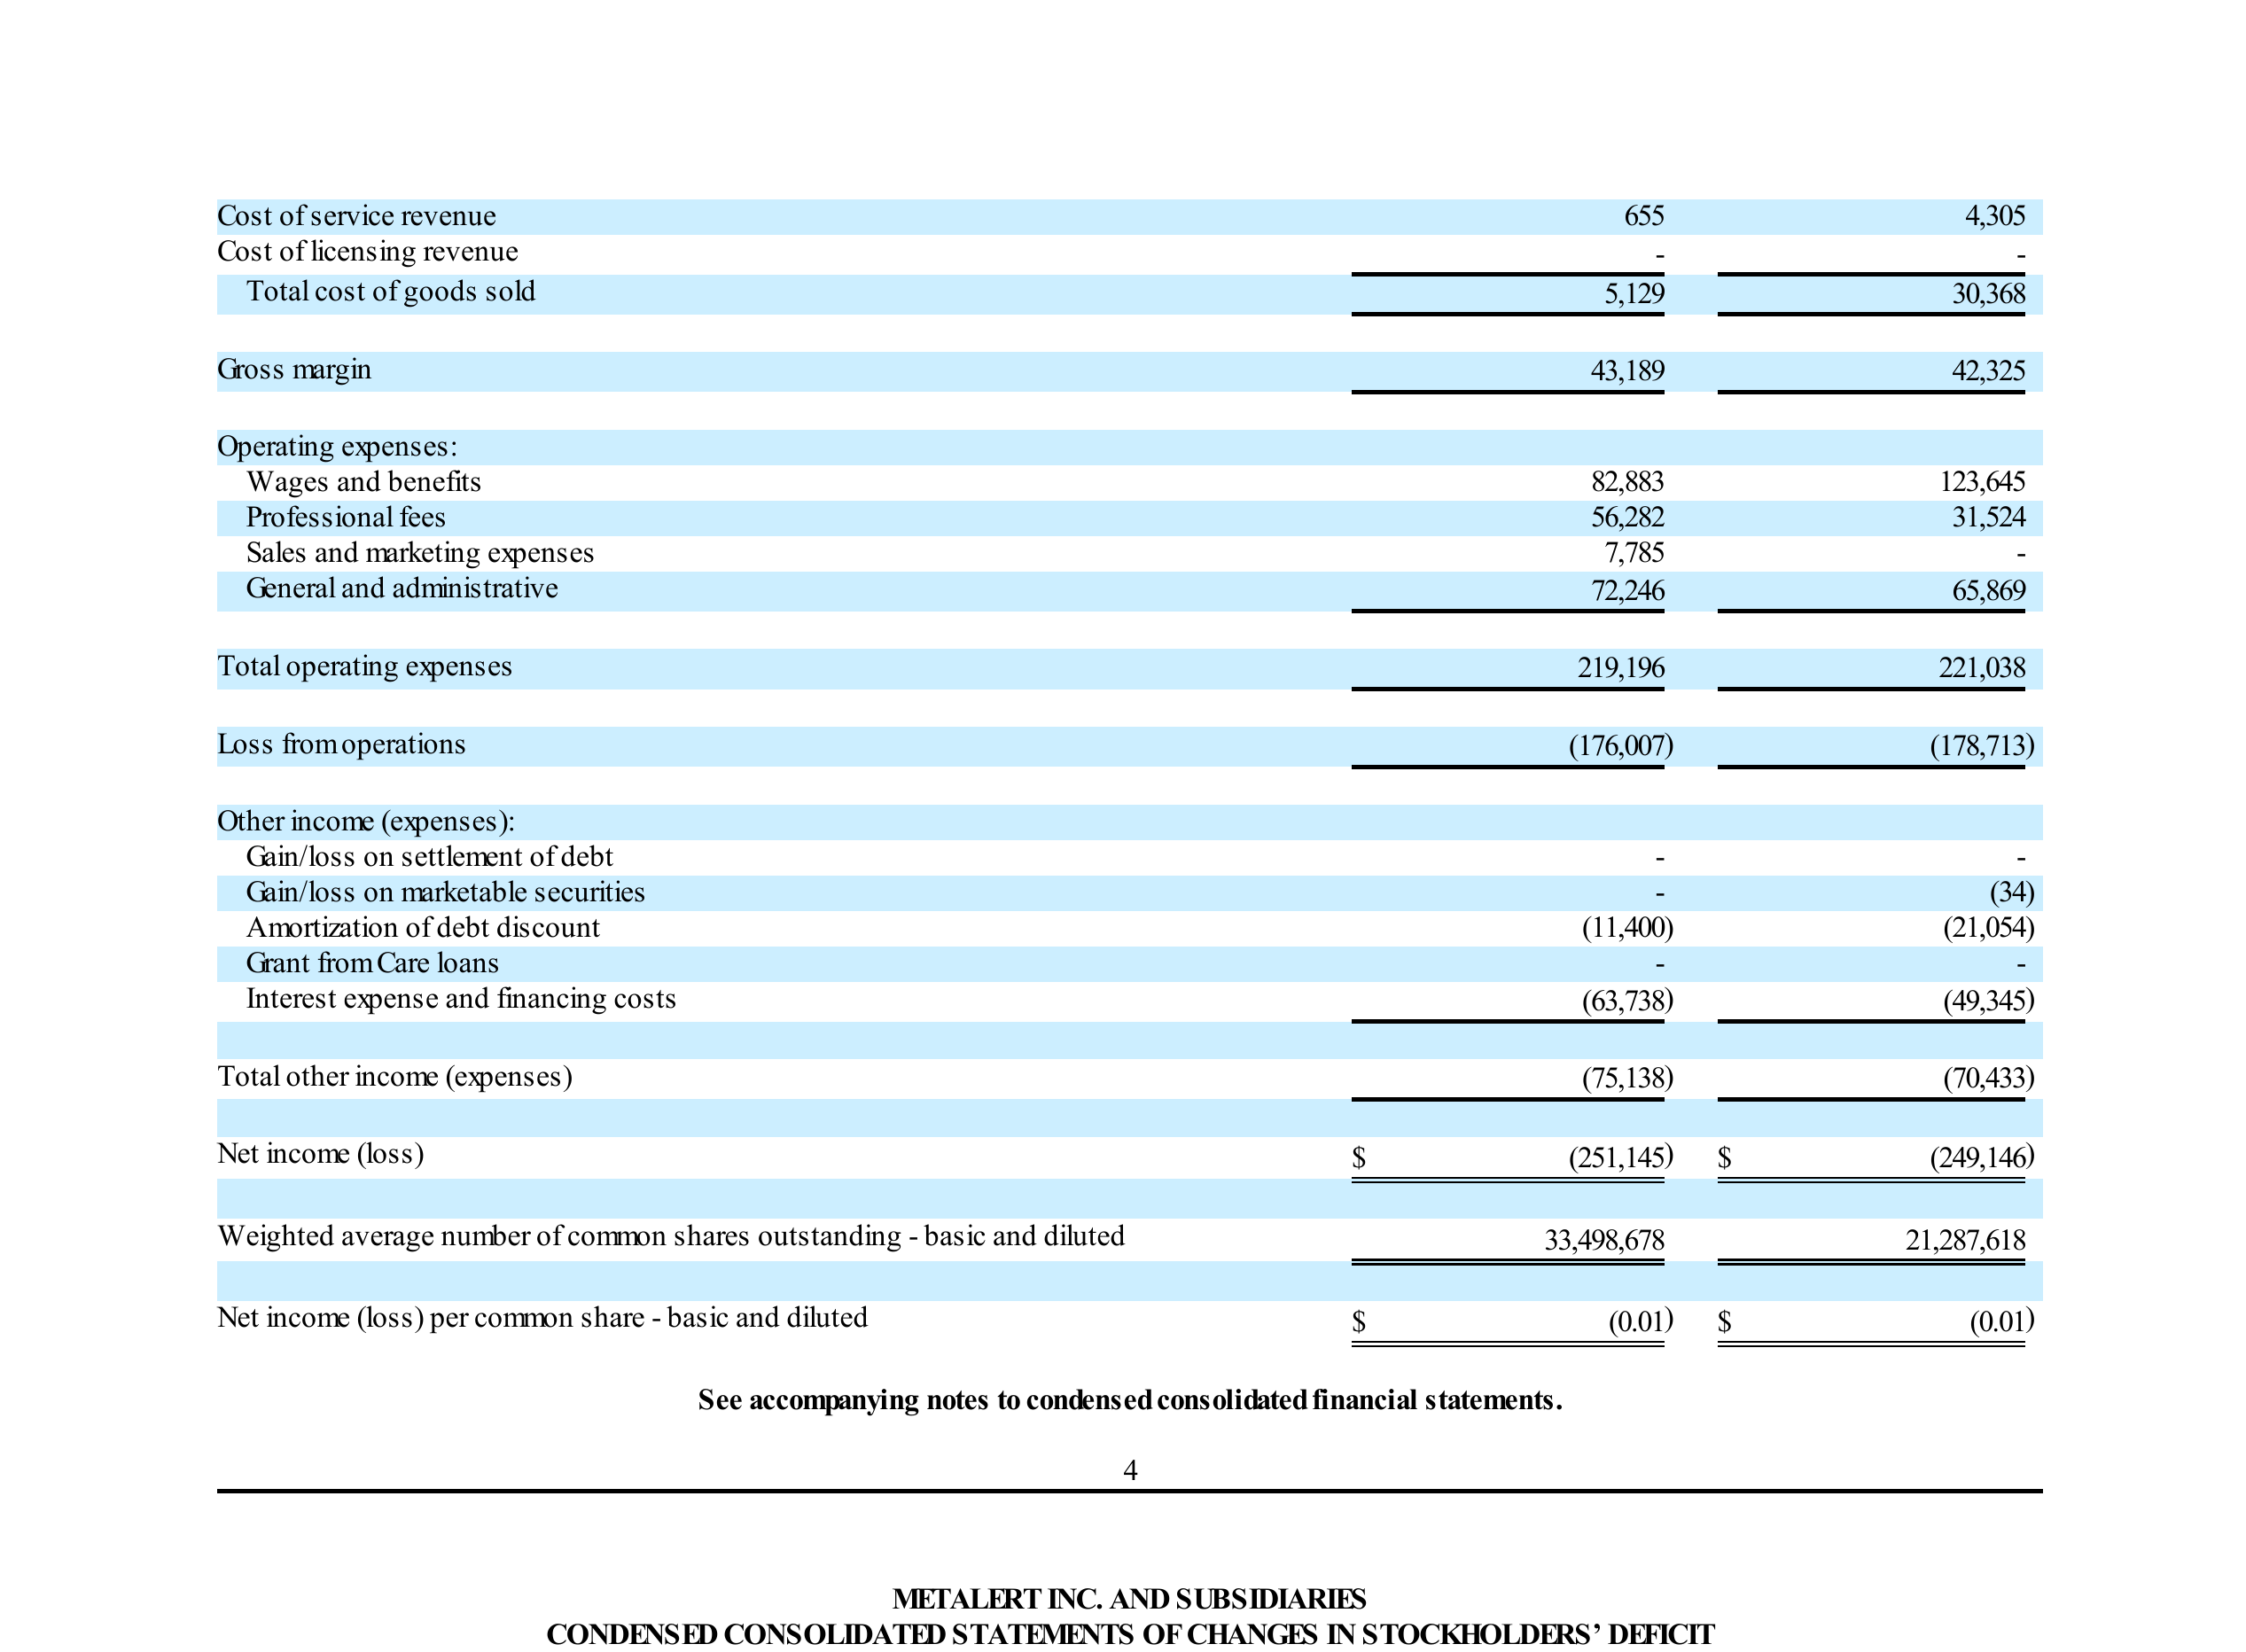 Cost of service revenue 655 4,305
Cost of licensing revenue - -
Total cost of goods sold 5,129 30,368
Gross margin 43,189 42,325
Operating expenses:
Wages and benefits 82,883 123,645
Professional fees 56,282 31,524
Sales and marketing expenses 7,785 -
General and administrative 72,246 65,869
Total operating expenses 219,196 221,038
Loss from operations (176,007) (178,713)
Other income (expenses):
Gain/loss on settlement of debt - -
Gain/loss on marketable securities - (34)
Amortization of debt discount (11,400) (21,054)
Grant from Care loans - -
Interest expense and financing costs (63,738) (49,345)
Total other income (expenses) (75,138) (70,433)
Net income (loss) $ (251,145) $ (249,146)
Weighted average number of common shares outstanding - basic and diluted 33,498,678 21,287,618
Net income (loss) per common share - basic and diluted $ (0.01) $ (0.01)
See accompanying notes to condensed consolidated financial statements.
4
METALERT INC. AND SUBSIDIARIES
CONDENSED CONSOLIDATED STATEMENTS OF CHANGES IN STOCKHOLDERS’ DEFICIT